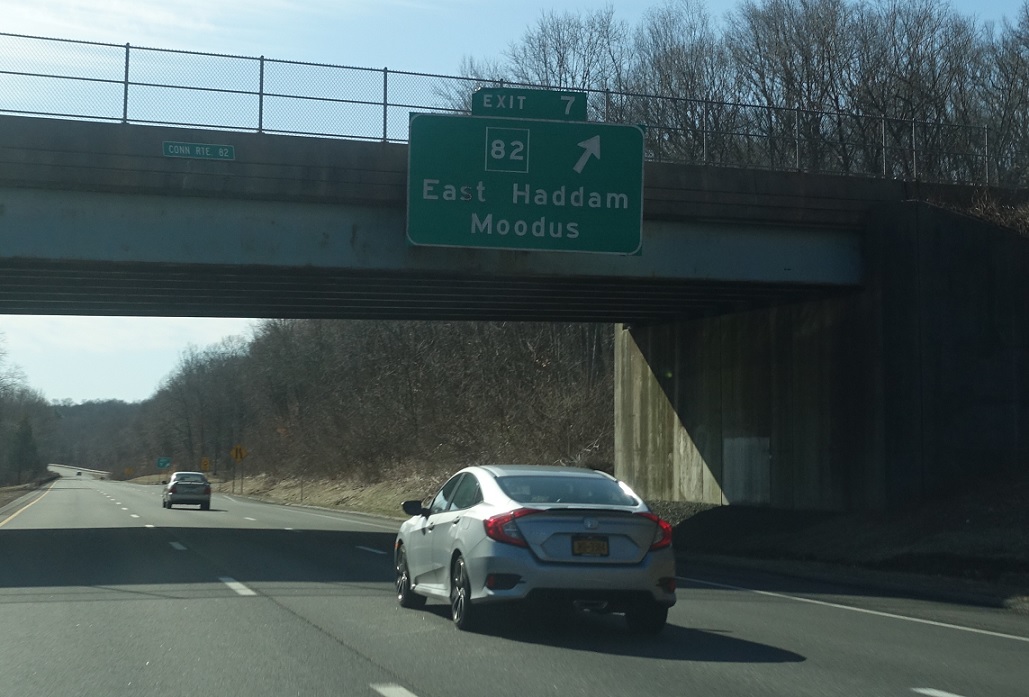 EXIT 7
CONN RTE. 82
82
East Haddam
Moodus